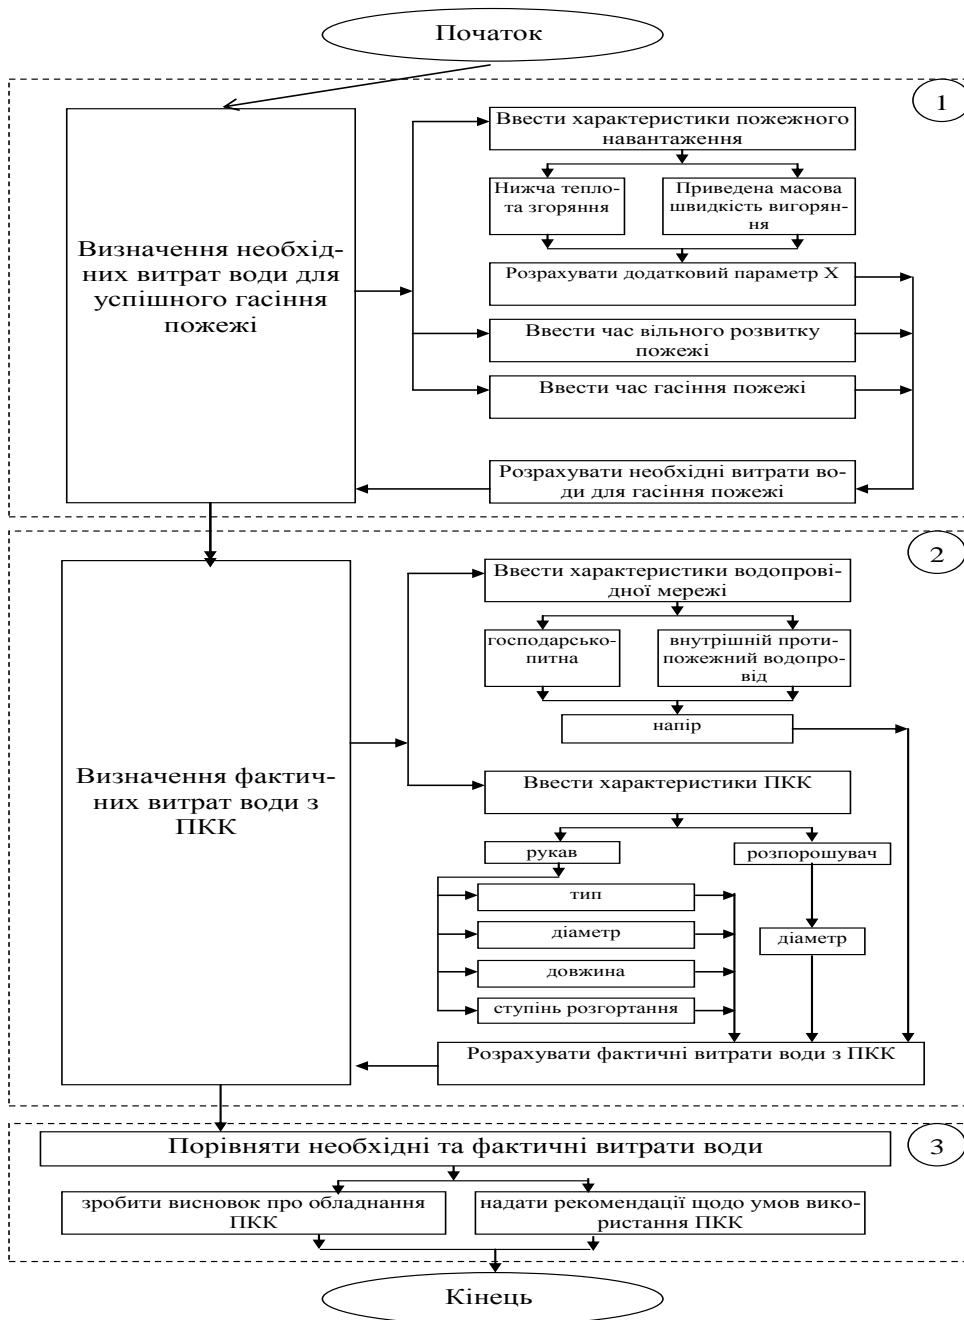 Початок
1
Ввести характеристики пожежного
навантаження
Нижча тепло-
та згоряння
Приведена масова
швидкість вигорян-
ня
Визначення необхід-
них витрат води для
успішного гасіння
пожежі
Розрахувати додатковий параметр X
Ввести час вільного розвитку
пожежі
Ввести час гасіння пожежі
Розрахувати необхідні витрати во-
ди для гасіння пожежі
2
Ввести характеристики водопрові-
дної мережі
господарсько-
питна
внутрішній проти-
пожежний водопро-
від
напір
Визначення фактич-
них витрат води з
ПКК
Ввести характеристики ПКК
рукав
розпорошувач
тип
діаметр
діаметр
довжина
ступінь розгортання
Розрахувати фактичні витрати води з ПКК
3
Порівняти необхідні та фактичні витрати води
зробити висновок про обладнання
ПКК
надати рекомендації щодо умов вико-
ристання ПКК
Кінець